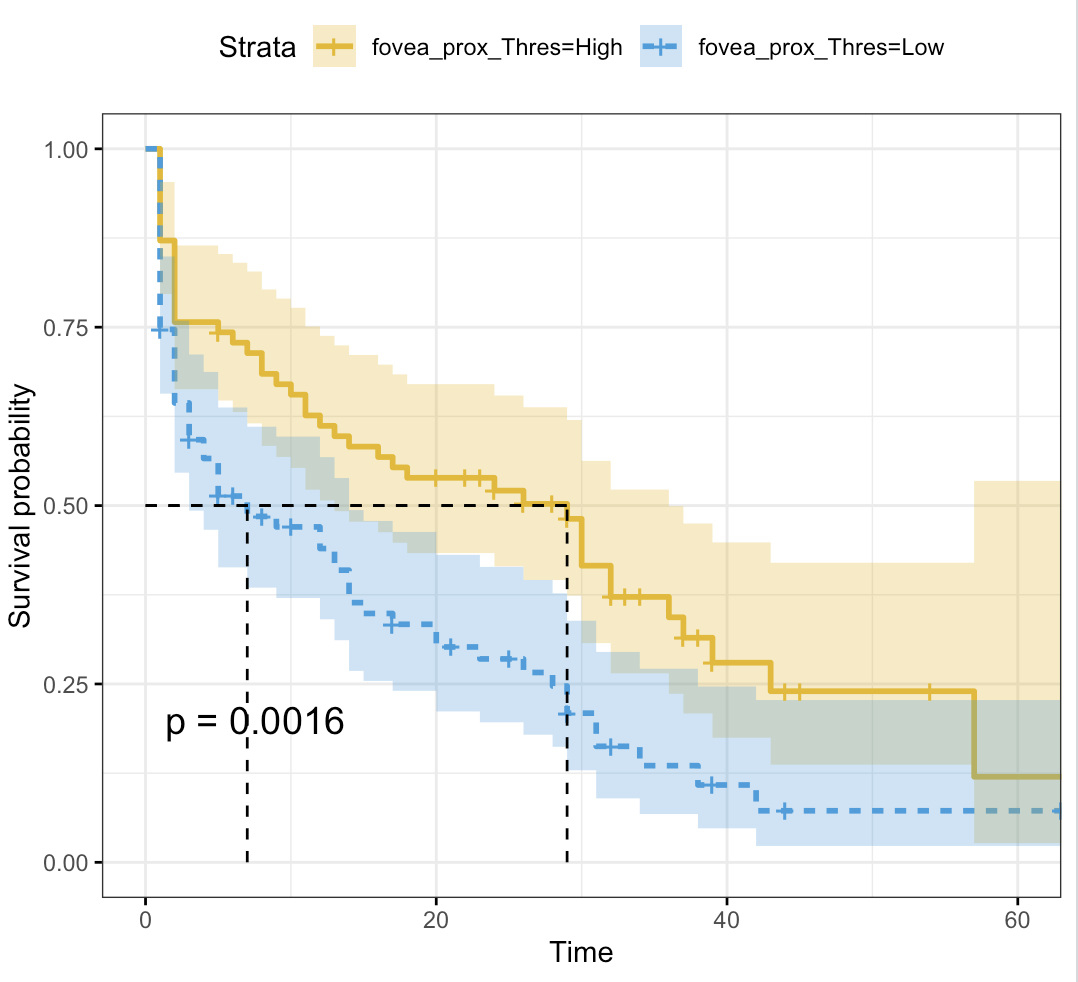 Strata fovea_prox_Thres=High fovea_prox_Thres=Low
1.00
0.75
0.50
0.25
0.00
Survival probability
p = 0.0016
0 20 40 60
Time